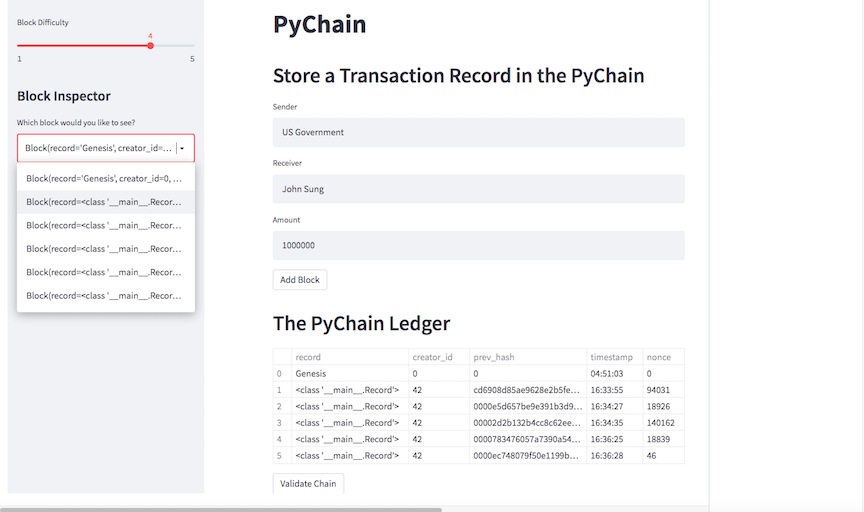 Block Difficulty
4
1 5
Block Inspector
Which block would you like to see?
Block(record='Genesis', creator_id=...
Block(record='Genesis', creator_id=0, ...
Block(record=<class '__main__.Recor...
Block(record=<class '__main__.Recor...
Block(record=<class '__main__.Recor...
Block(record=<class '__main__.Recor...
Block(record=<class '__main__.Recor...
PyChain
Store a Transaction Record in the PyChain
Sender
US Government
Receiver
John Sung
Amount
1000000
Add Block
The PyChain Ledger
record creator_id prev_hash timestamp nonce
0 Genesis 0 0 04:51:03 0
1 <class '__main__.Record'> 42 cd6908d85ae9628e2b5fe... 16:33:55 94031
2 <class '__main__.Record'> 42 0000e5d657be9e391b3d9... 16:34:27 18926
3 <class '__main__.Record'> 42 00002d2b132b4cc8c62ee... 16:34:35 140162
4 <class '__main__.Record'> 42 0000783476057a7390a54... 16:36:25 18839
5 <class '__main__.Record'> 42 0000ec748079f50e1199b... 16:36:28 46
Validate Chain